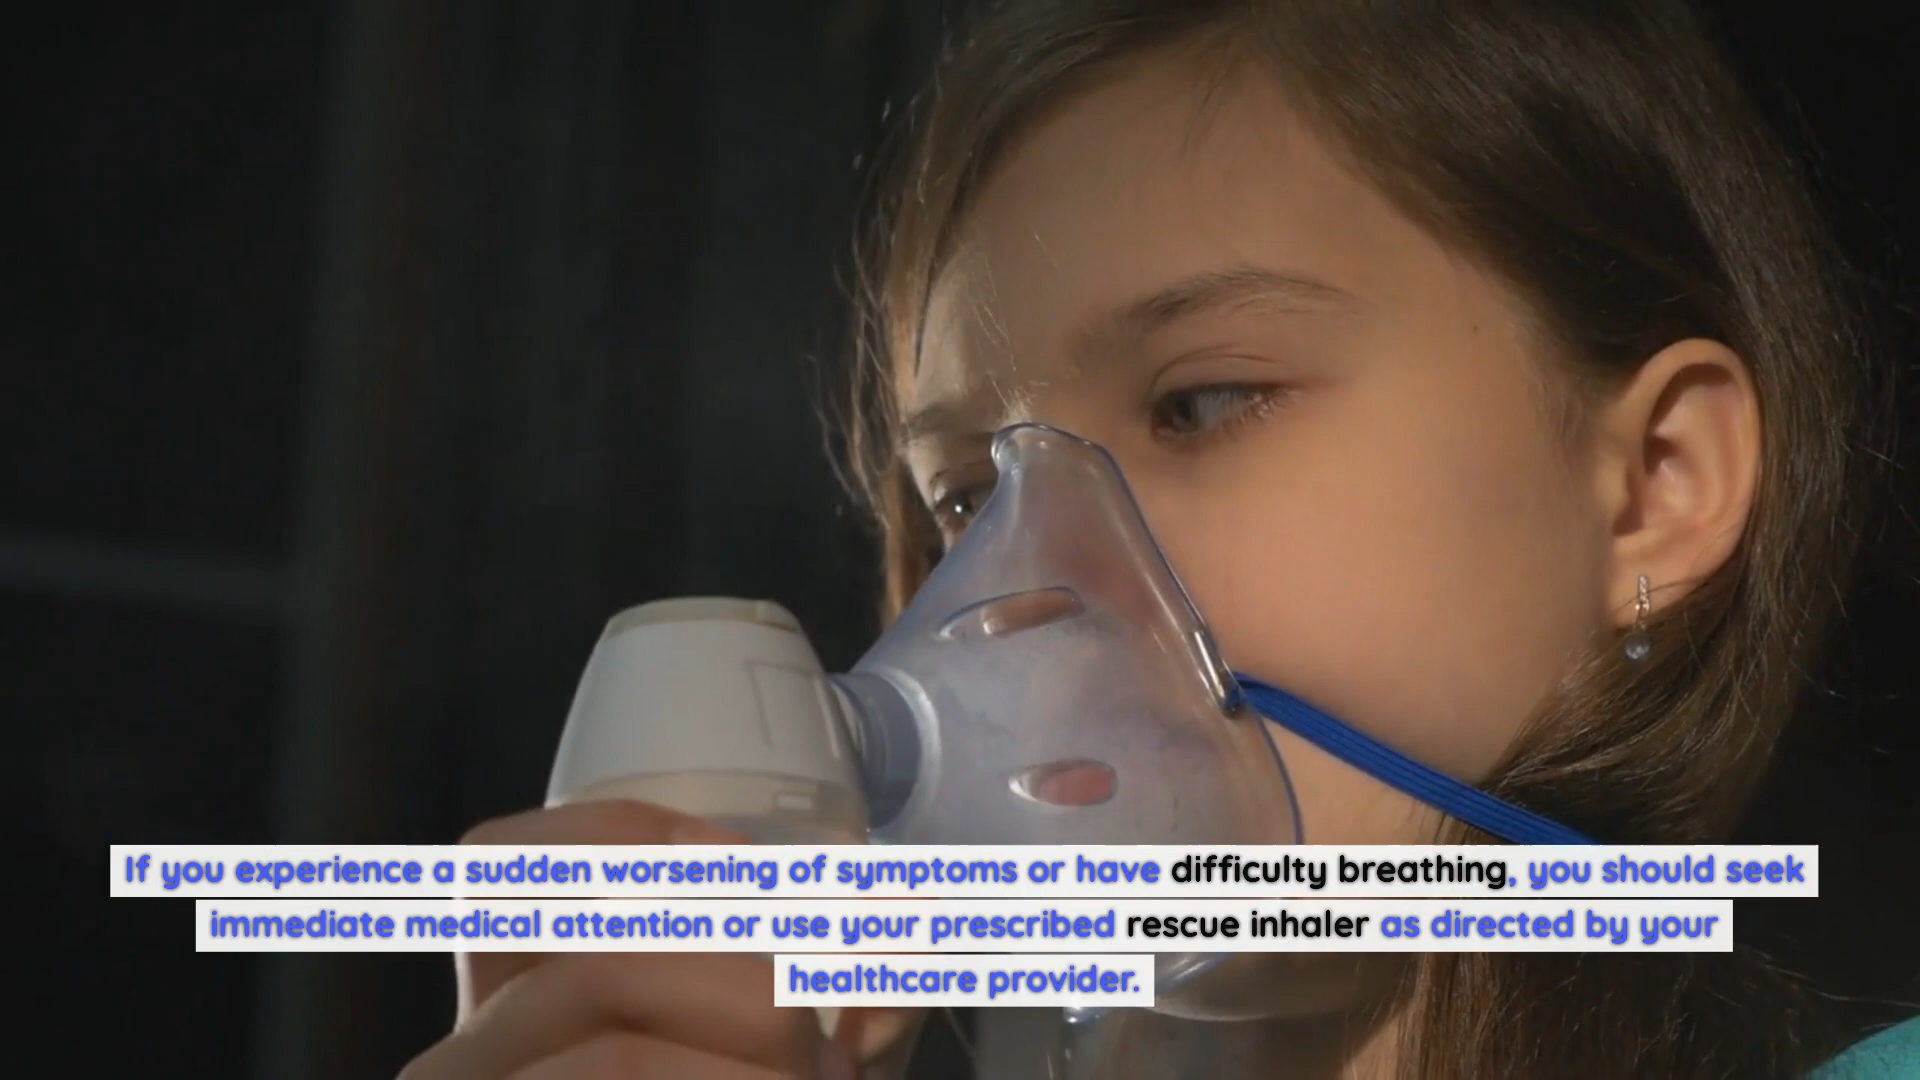 If you experience a sudden worsening of symptoms or have difficulty breathing, you should seek
immediate medical attention or use your prescribed rescue inhaler as directed by your
healthcare provider.